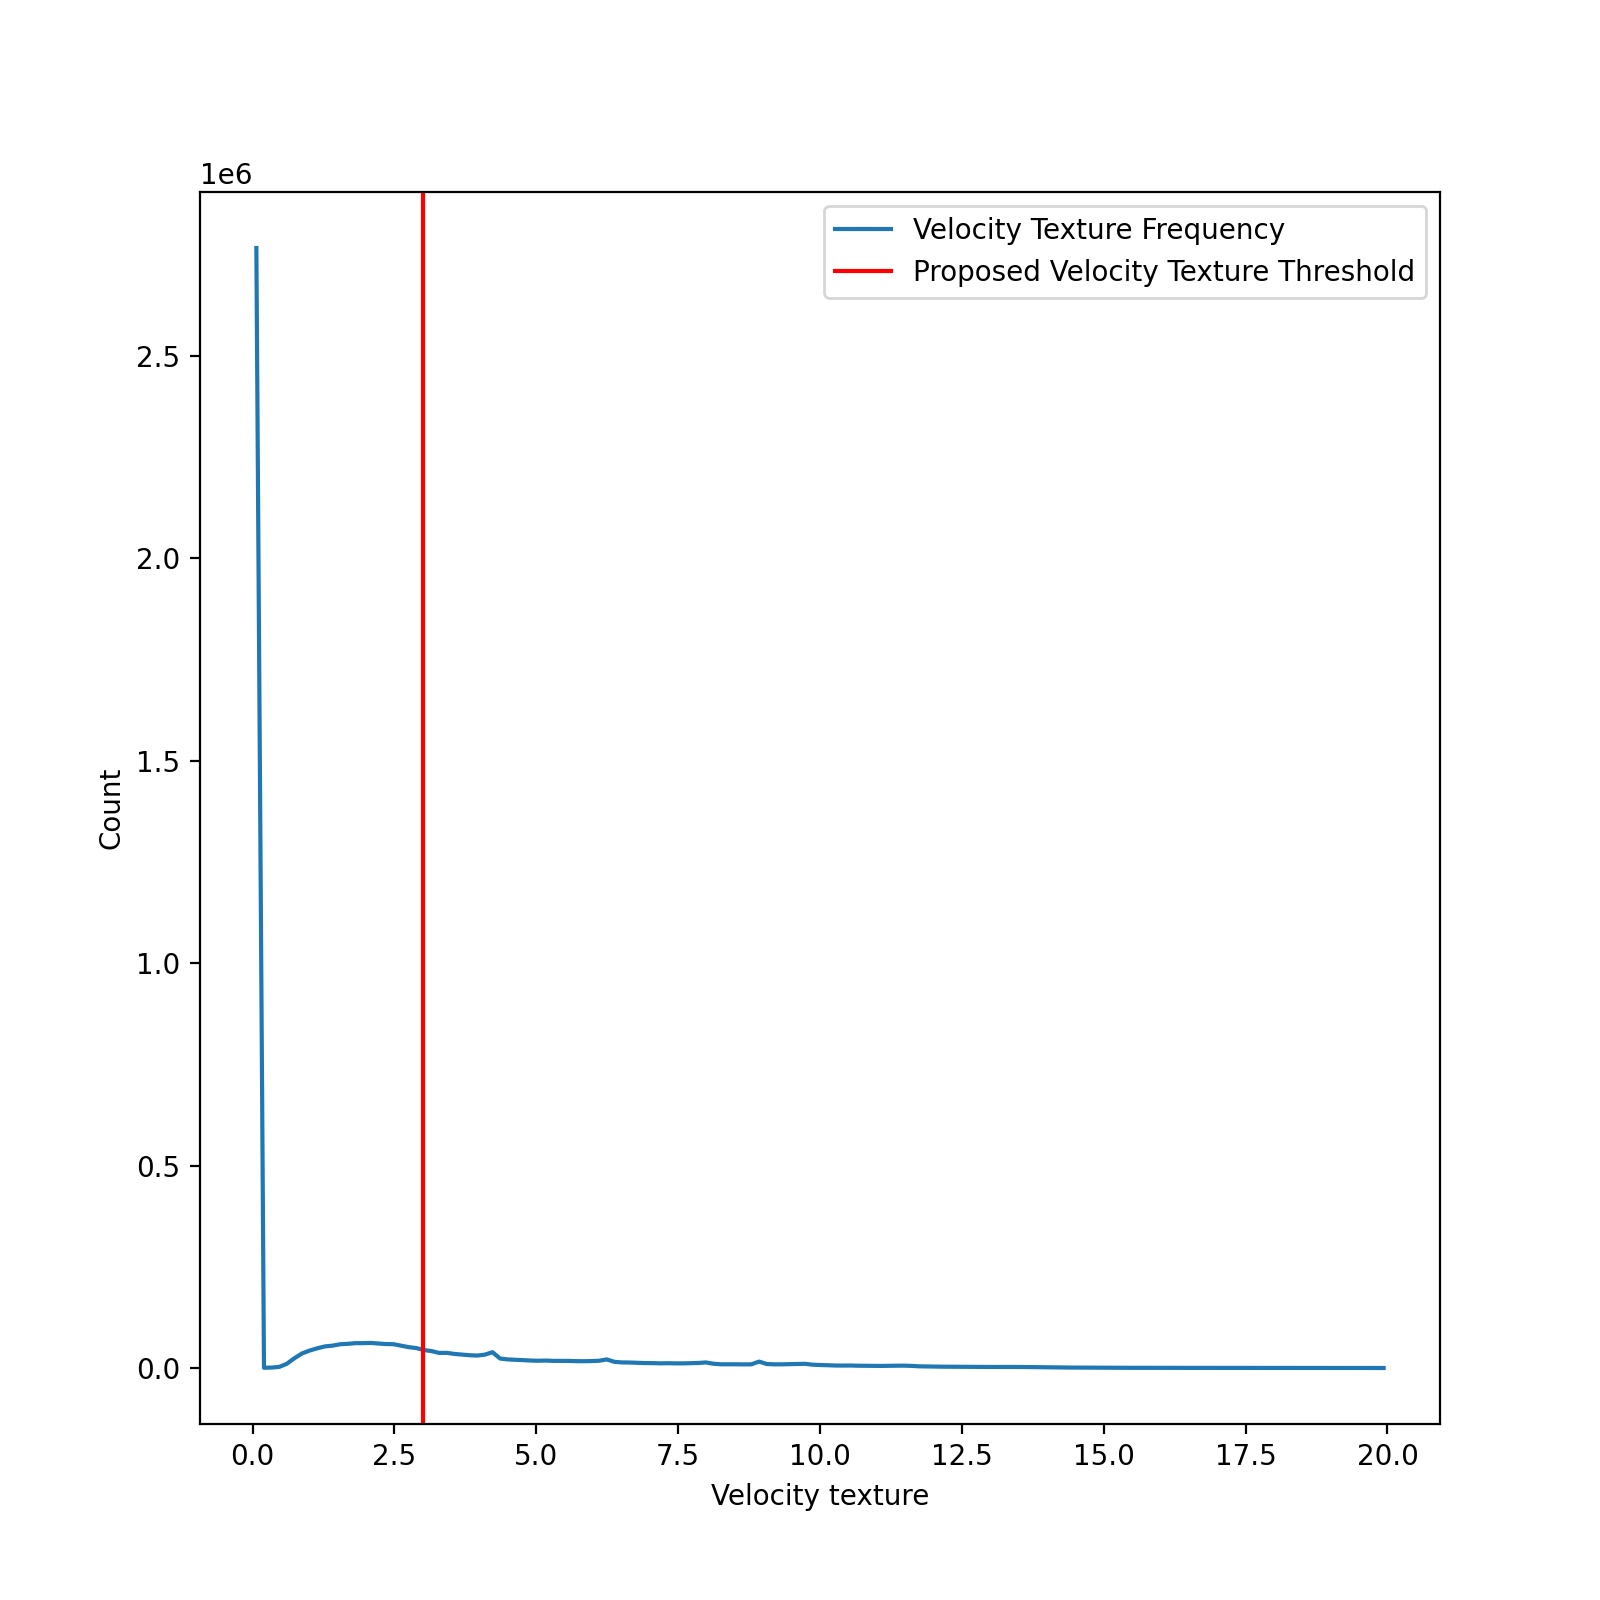 1e6
Velocity Texture Frequency
Proposed Velocity Texture Threshold
2.5
2.0
1.5
1.0
0.5
0.0
Count
0.0 2.5 5.0 7.5 10.0 12.5 15.0 17.5 20.0
Velocity texture